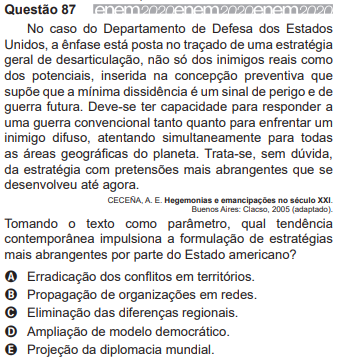 Questão 87 enem2020enem2020enem2020
No caso do Departamento de Defesa dos Estados
Unidos, a ênfase está posta no traçado de uma estratégia
geral de desarticulação, não só dos inimigos reais como
dos potenciais, inserida na concepção preventiva que
supõe que a mínima dissidência é um sinal de perigo e de
guerra futura. Deve-se ter capacidade para responder a
uma guerra convencional tanto quanto para enfrentar um
inimigo difuso, atentando simultaneamente para todas
as áreas geográficas do planeta. Trata-se, sem dúvida,
da estratégia com pretensões mais abrangentes que se
desenvolveu até agora.
CECEÑA, A. E. Hegemonias e emancipações no século XXI.
Buenos Aires: Clacso, 2005 (adaptado).
Tomando o texto como parâmetro, qual tendência
contemporânea impulsiona a formulação de estratégias
mais abrangentes por parte do Estado americano?
A Erradicação dos conflitos em territórios.
B Propagação de organizações em redes.
C Eliminação das diferenças regionais.
D Ampliação de modelo democrático.
E Projeção da diplomacia mundial.